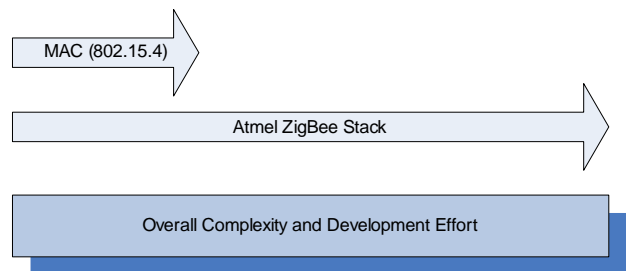 MAC (802.15.4)
Atmel ZigBee Stack
Overall Complexity and Development Effort